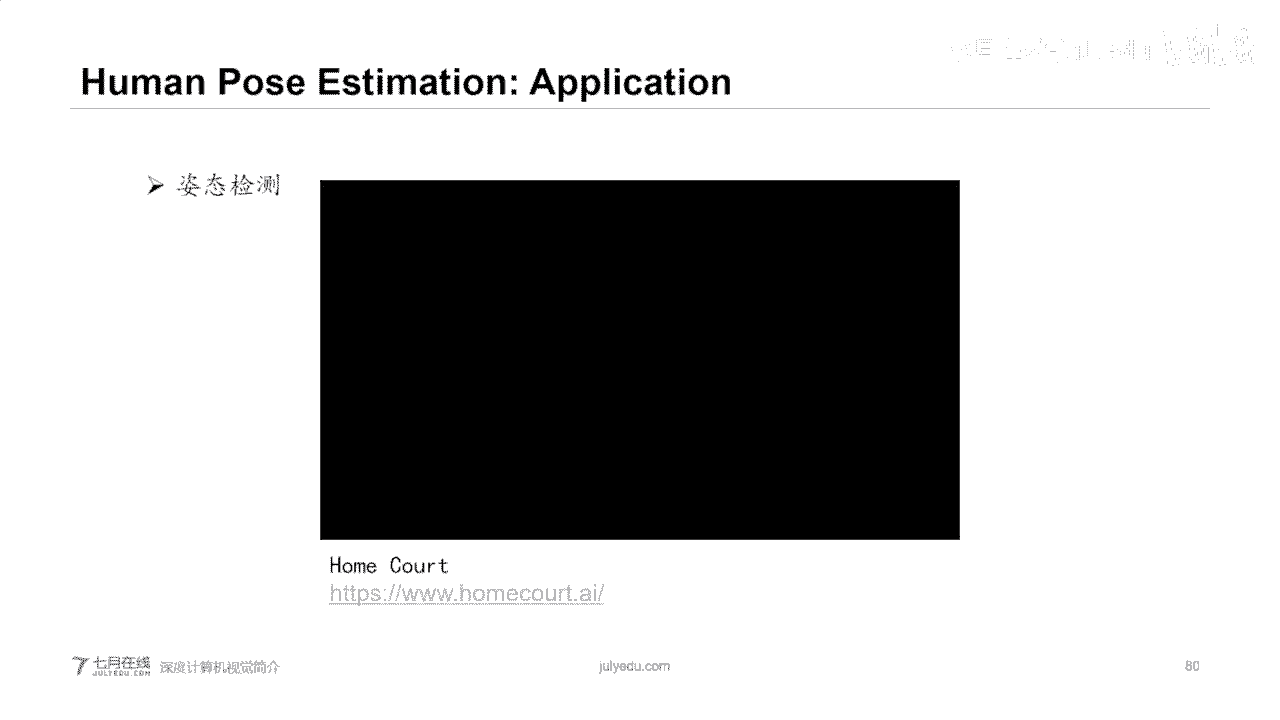 Human Pose Estimation: Application
➢ 姿态检测
Home Court
https://www.homecourt.ai/
七月在线
JULYEDU.COM
深度计算机视觉简介
julyedu.com
80